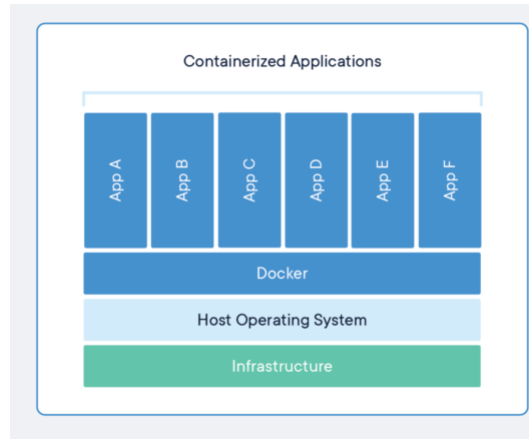 Containerized Applications
App A
App B
App C
App D
App E
App F
Docker
Host Operating System
Infrastructure